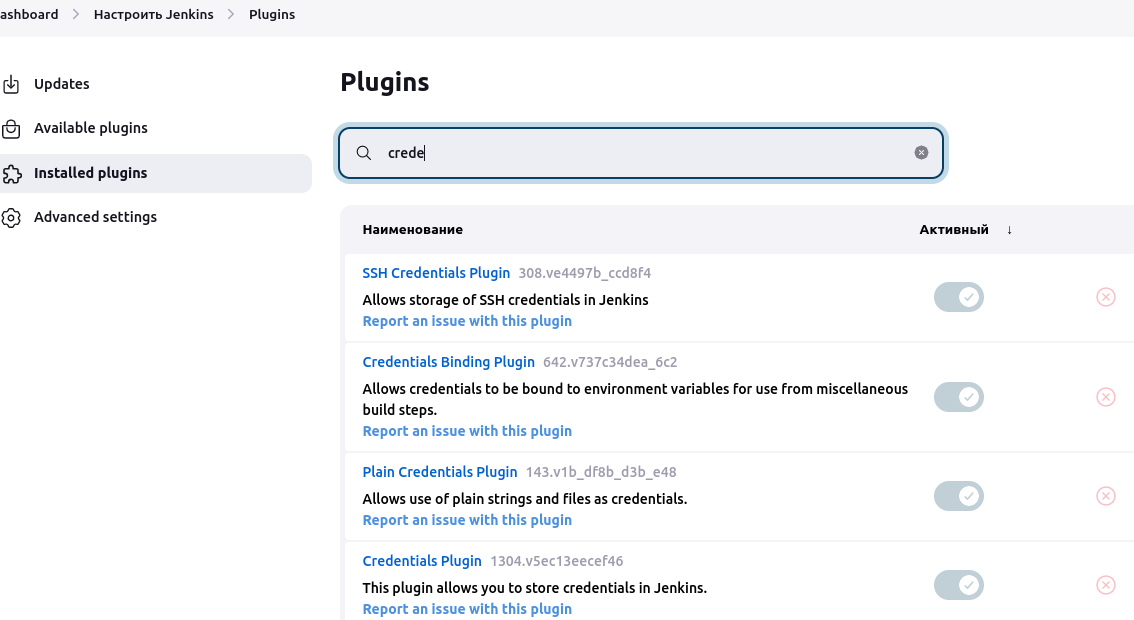 ashboard > Настроить Jenkins > Plugins
Updates
Available plugins
Installed plugins
Advanced settings
Plugins
crede
Наименование Активный ↓
SSH Credentials Plugin 308.ve4497b_ccd8f4
Allows storage of SSH credentials in Jenkins
Report an issue with this plugin
Credentials Binding Plugin 642.v737c34dea_6c2
Allows credentials to be bound to environment variables for use from miscellaneous
build steps.
Report an issue with this plugin
Plain Credentials Plugin 143.v1b_df8b_d3b_e48
Allows use of plain strings and files as credentials.
Report an issue with this plugin
Credentials Plugin 1304.v5ec13eecef46
This plugin allows you to store credentials in Jenkins.
Report an issue with this plugin